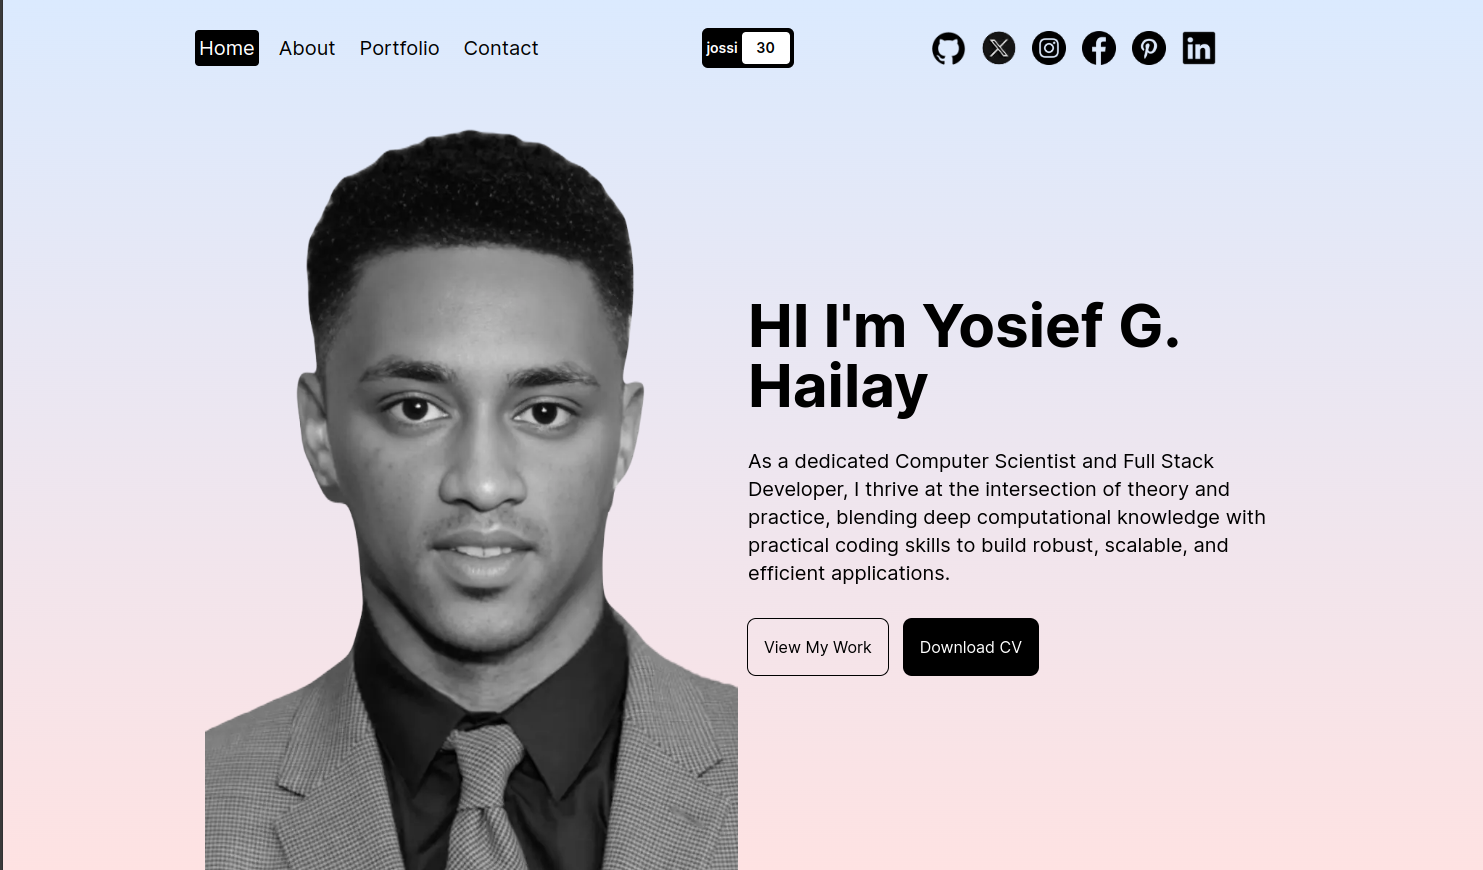 Home About Portfolio Contact jossi 30
HI I'm Yosief G.
Hailay
As a dedicated Computer Scientist and Full Stack
Developer, I thrive at the intersection of theory and
practice, blending deep computational knowledge with
practical coding skills to build robust, scalable, and
efficient applications.
View My Work Download CV